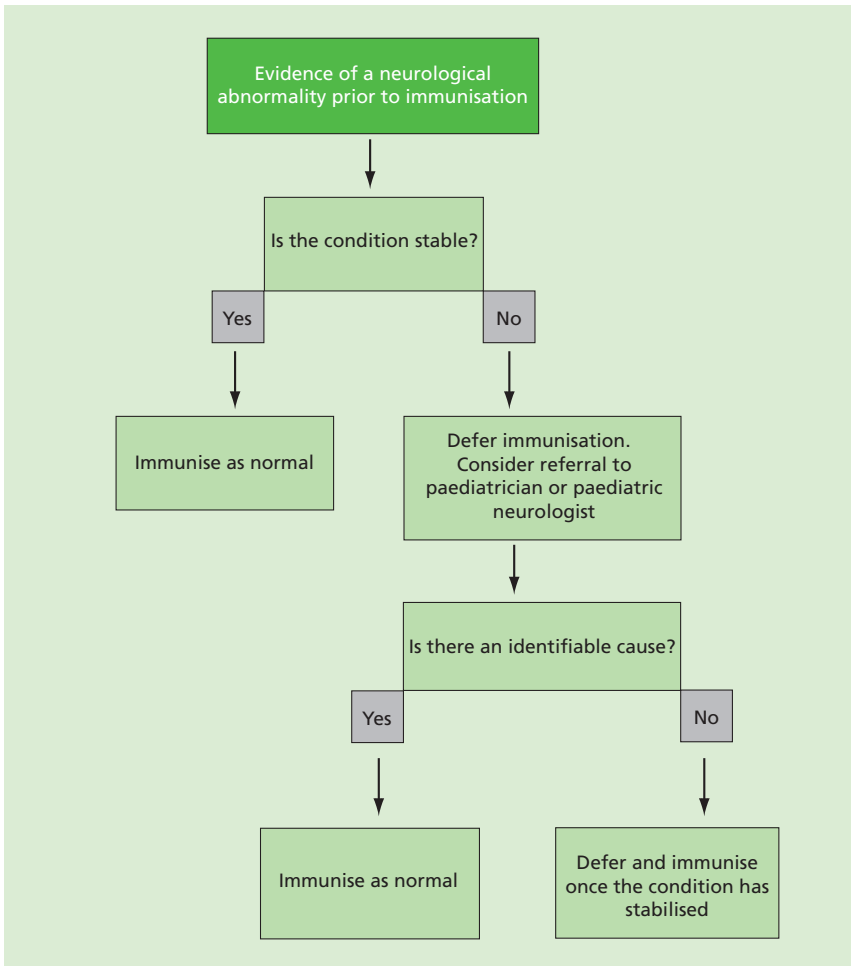 Evidence of a neurological
abnormality prior to immunisation
Is the condition stable?
Yes
No
Immunise as normal
Defer immunisation.
Consider referral to
paediatrician or paediatric
neurologist
Is there an identifiable cause?
Yes
No
Immunise as normal
Defer and immunise
once the condition has
stabilised